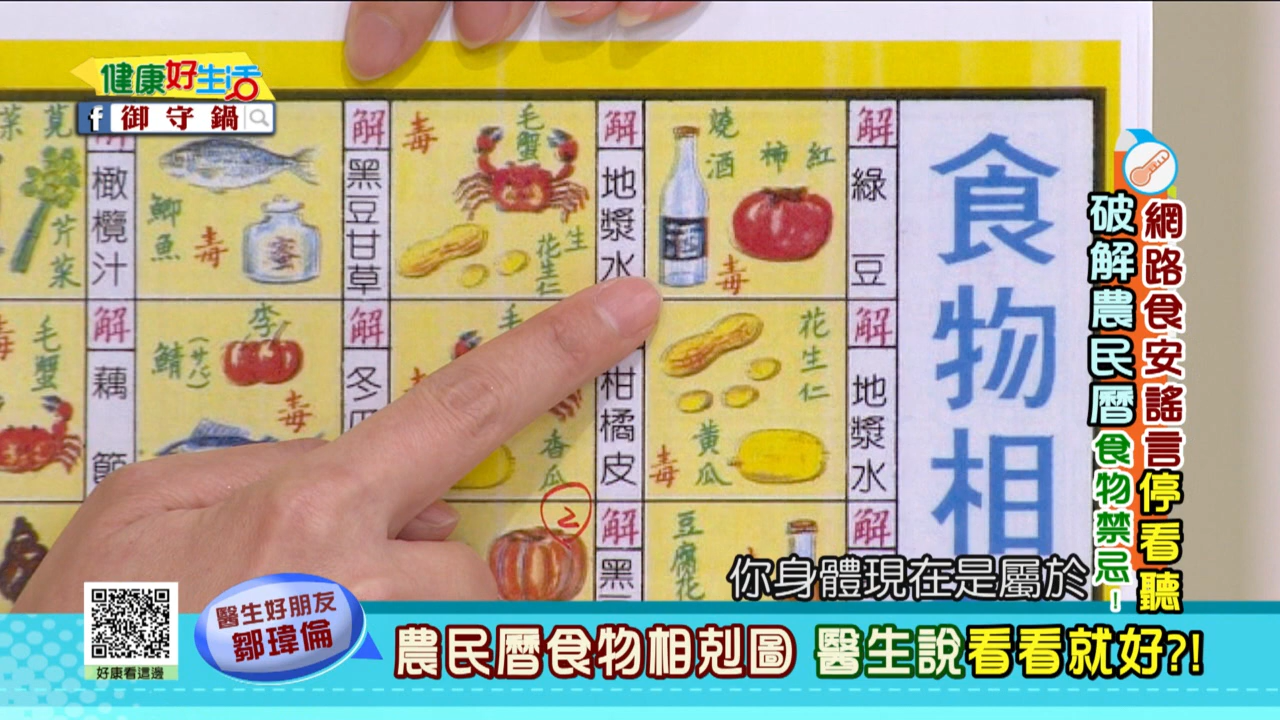 健康好生活
御守鍋
食物相
解
綠豆
燒酒
紅柿
毒
解
地漿水
毛蟹
花生仁
毒
解
黑豆甘草
鯽魚
蜜
毒
解
橄欖汁
莧菜
芹菜
解
地漿水
花生仁
黃瓜
毒
柑橘皮
香瓜
解
李
鯖
毒
解
藕節
毛蟹
解
豆腐花
解
黑
2
網路食安謠言停看聽
破解農民曆食物禁忌!
你身體現在是屬於
醫生好朋友
鄒瑋倫
農民曆食物相剋圖 醫生說看看就好?!
好康看這邊